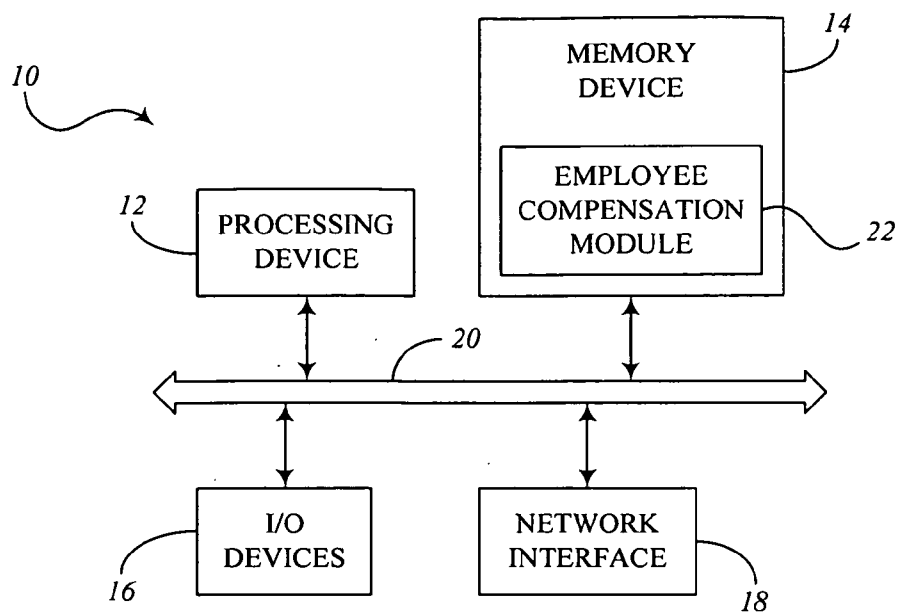 10
MEMORY
DEVICE
14
12
PROCESSING
DEVICE
EMPLOYEE
COMPENSATION
MODULE
22
20
I/O
DEVICES
16
NETWORK
INTERFACE
18